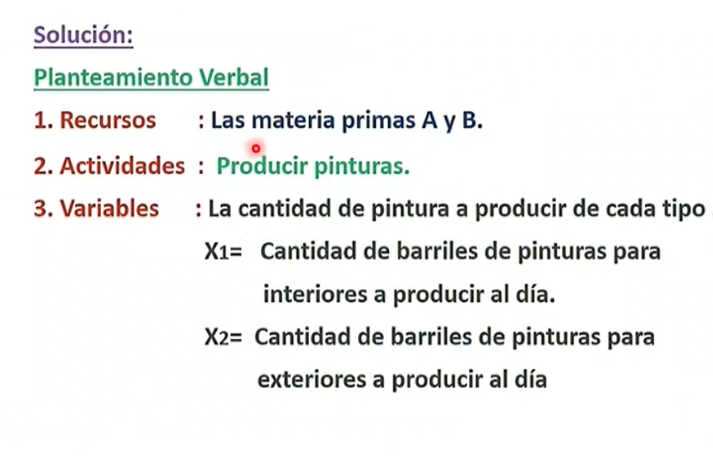 Solución:
Planteamiento Verbal
1. Recursos : Las materia primas A y B.
2. Actividades : Producir pinturas.
3. Variables : La cantidad de pintura a producir de cada tipo
X1= Cantidad de barriles de pinturas para
interiores a producir al día.
X2= Cantidad de barriles de pinturas para
exteriores a producir al día